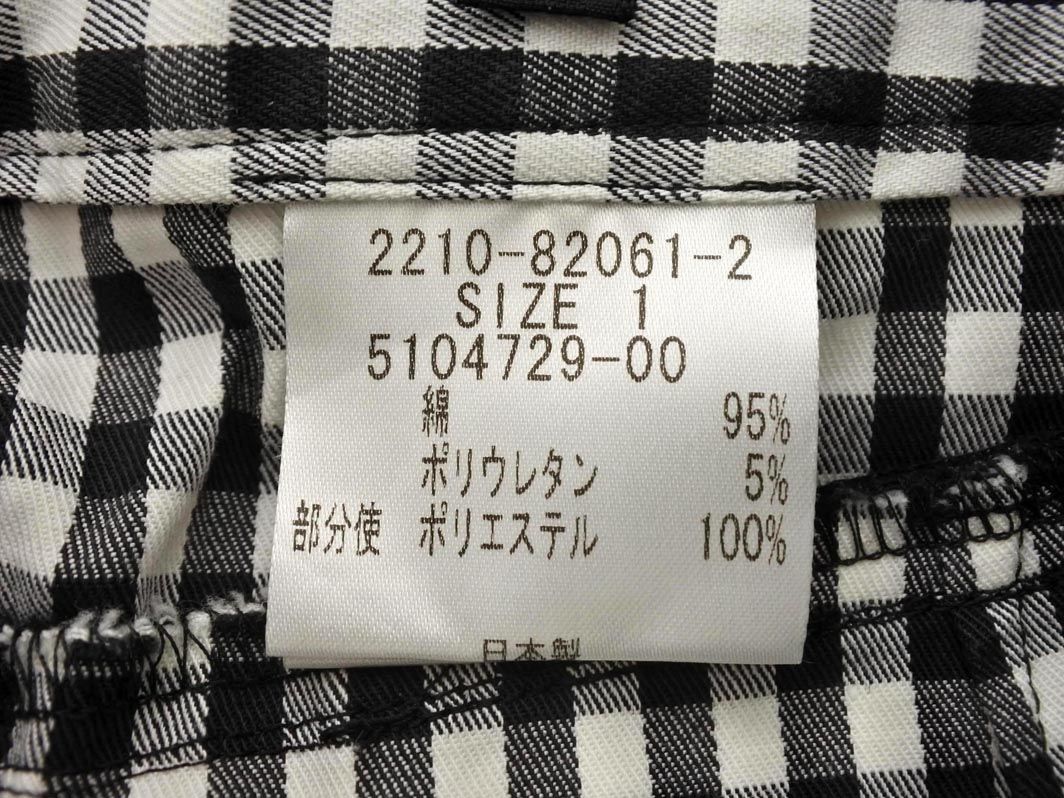 2210-82061-2
SIZE 1
5104729-00
綿 95%
ポリウレタン 5%
部分使 ポリエステル 100%
日本製